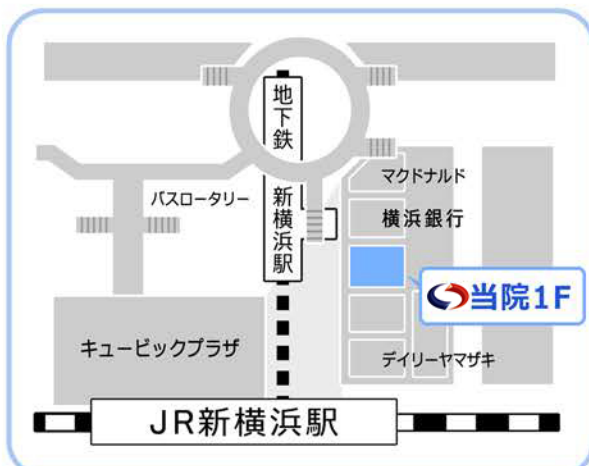 地下鉄
新横浜駅
マクドナルド
バスロータリー
横浜銀行
当院1F
キュービックプラザ
デイリーヤマザキ
JR新横浜駅